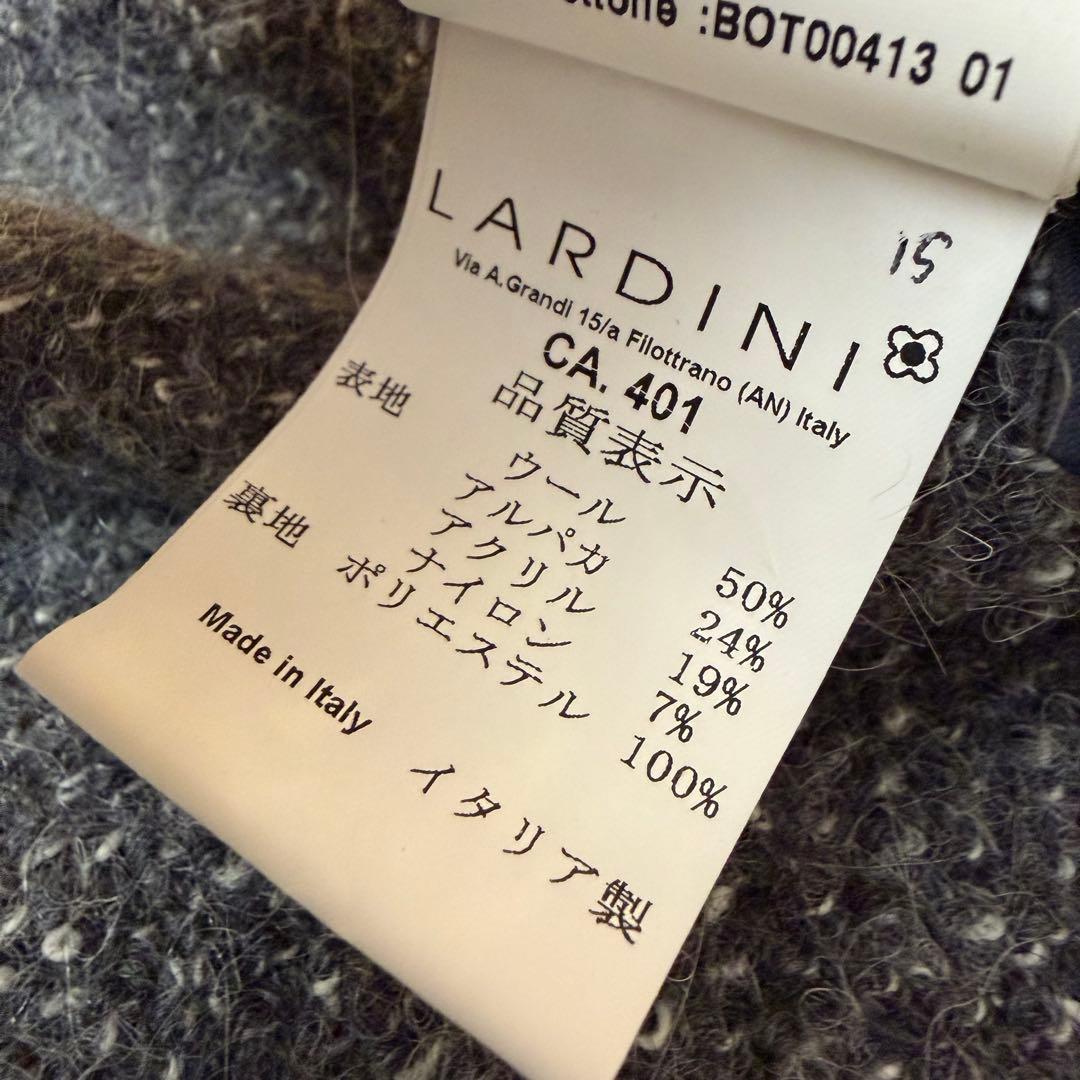 :BOT00413 01
15
LARDINI
Via A.Grandi 15/a Filottrano (AN) Italy
CA. 401
品質表示
表地 ウール 50%
アルパカ 24%
アクリル 19%
ナイロン 7%
裏地 ポリエステル 100%
Made in Italy イタリア製